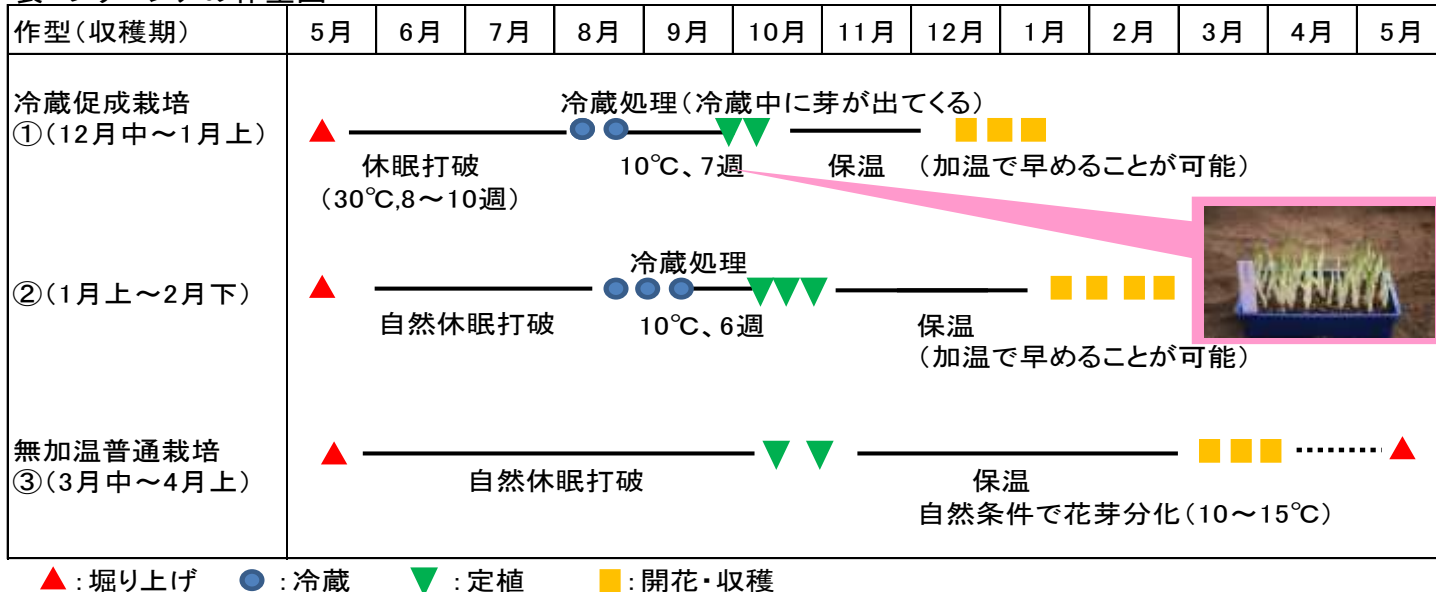 作型(収穫期) 5月 6月 7月 8月 9月 10月 11月 12月 1月 2月 3月 4月 5月
冷蔵促成栽培
①(12月中～1月上)
冷蔵処理(冷蔵中に芽が出てくる)
休眠打破
(30℃,8～10週)
10℃、7週
保温
(加温で早めることが可能)
②(1月上～2月下)
冷蔵処理
自然休眠打破
10℃、6週
保温
(加温で早めることが可能)
無加温普通栽培
③(3月中～4月上)
自然休眠打破
保温
自然条件で花芽分化(10～15℃)
▲:堀り上げ ●:冷蔵 ▼:定植 ■:開花・収穫